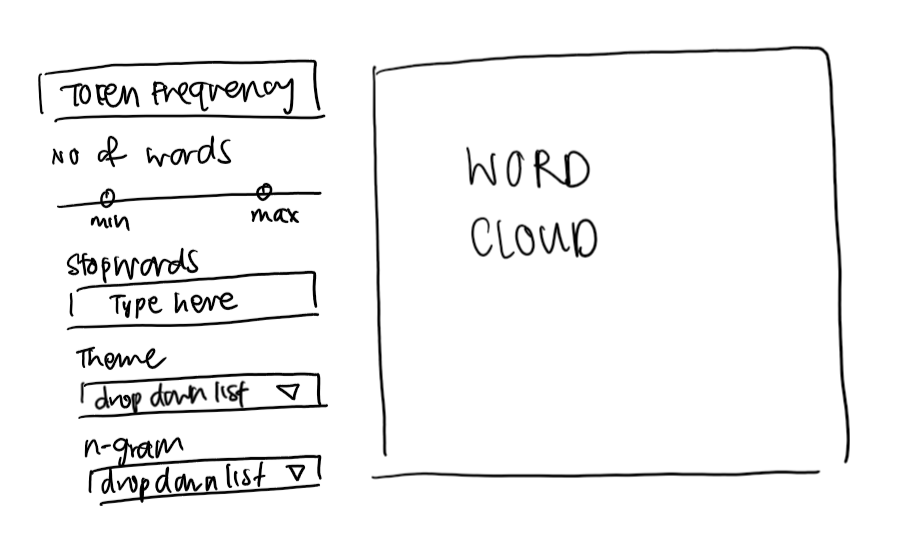 Token Frequency
NO of words
min max
Stopwords
Type here
Theme
drop down list
n-gram
drop down list
WORD
CLOUD